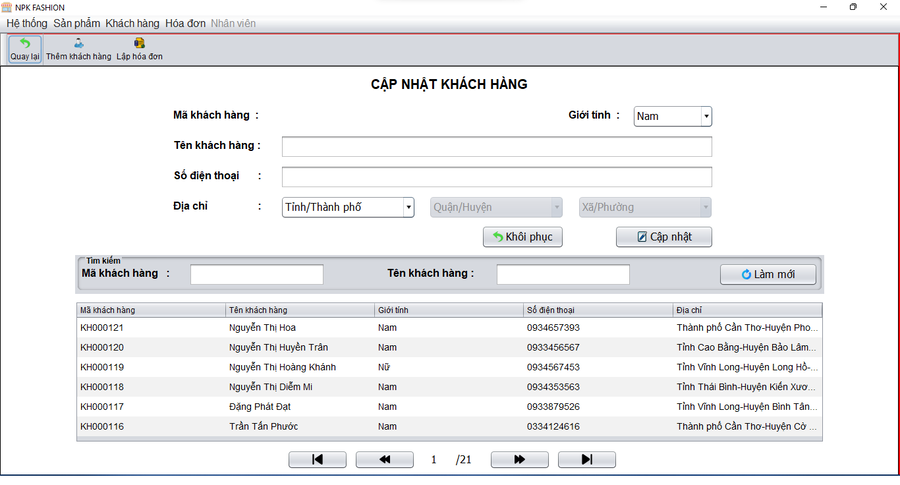 NPK FASHION
Hệ thống Sản phẩm Khách hàng Hóa đơn Nhân viên
Quay lại Thêm khách hàng Lập hóa đơn
CẬP NHẬT KHÁCH HÀNG
Mã khách hàng : Giới tính : Nam
Tên khách hàng :
Số điện thoại :
Địa chỉ : Tỉnh/Thành phố Quận/Huyện Xã/Phường
Khôi phục Cập nhật
Tìm kiếm
Mã khách hàng : Tên khách hàng : Làm mới
Mã khách hàng Tên khách hàng Giới tính Số điện thoại Địa chỉ
KH000121 Nguyễn Thị Hoa Nam 0934657393 Thành phố Cần Thơ-Huyện Pho...
KH000120 Nguyễn Thị Huyền Trân Nam 0933456567 Tỉnh Cao Bằng-Huyện Bảo Lâm...
KH000119 Nguyễn Thị Hoàng Khánh Nữ 0934567453 Tỉnh Vĩnh Long-Huyện Long Hồ-...
KH000118 Nguyễn Thị Diễm Mi Nam 0934353563 Tỉnh Thái Bình-Huyện Kiến Xươ...
KH000117 Đặng Phát Đạt Nam 0933879526 Tỉnh Vĩnh Long-Huyện Bình Tân...
KH000116 Trần Tấn Phước Nam 0334124616 Thành phố Cần Thơ-Huyện Cờ ...
1 /21